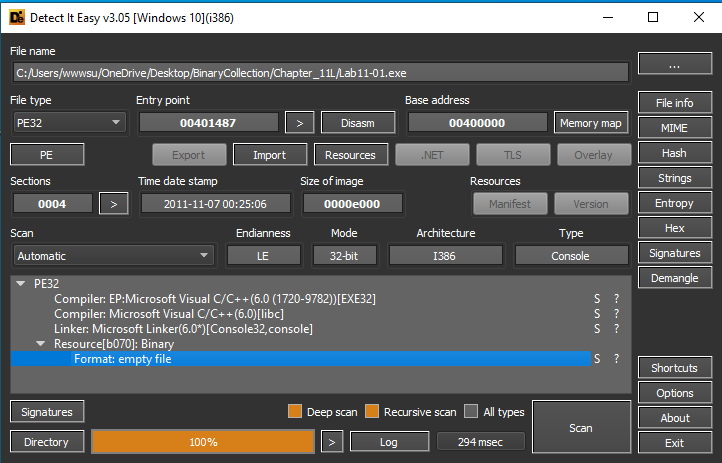 Detect It Easy v3.05 [Windows 10](i386)
File name
C:/Users/wwwsu/OneDrive/Desktop/BinaryCollection/Chapter_11L/Lab11-01.exe
...
File type
Entry point
Base address
File info
PE32
00401487
>
Disasm
00400000
Memory map
MIME
PE
Export
Import
Resources
.NET
TLS
Overlay
Hash
Sections
Time date stamp
Size of image
Resources
Strings
0004
>
2011-11-07 00:25:06
0000e000
Manifest
Version
Entropy
Scan
Endianness
Mode
Architecture
Type
Hex
Automatic
LE
32-bit
I386
Console
Signatures
PE32
Demangle
Compiler: EP:Microsoft Visual C/C++(6.0 (1720-9782))[EXE32]
S ?
Compiler: Microsoft Visual C/C++(6.0)[libc]
S ?
Linker: Microsoft Linker(6.0*)[Console32,console]
S ?
Resource[b070]: Binary
Format: empty file
S ?
Shortcuts
Options
Signatures
Deep scan
Recursive scan
All types
Scan
About
Directory
100%
>
Log
294 msec
Exit